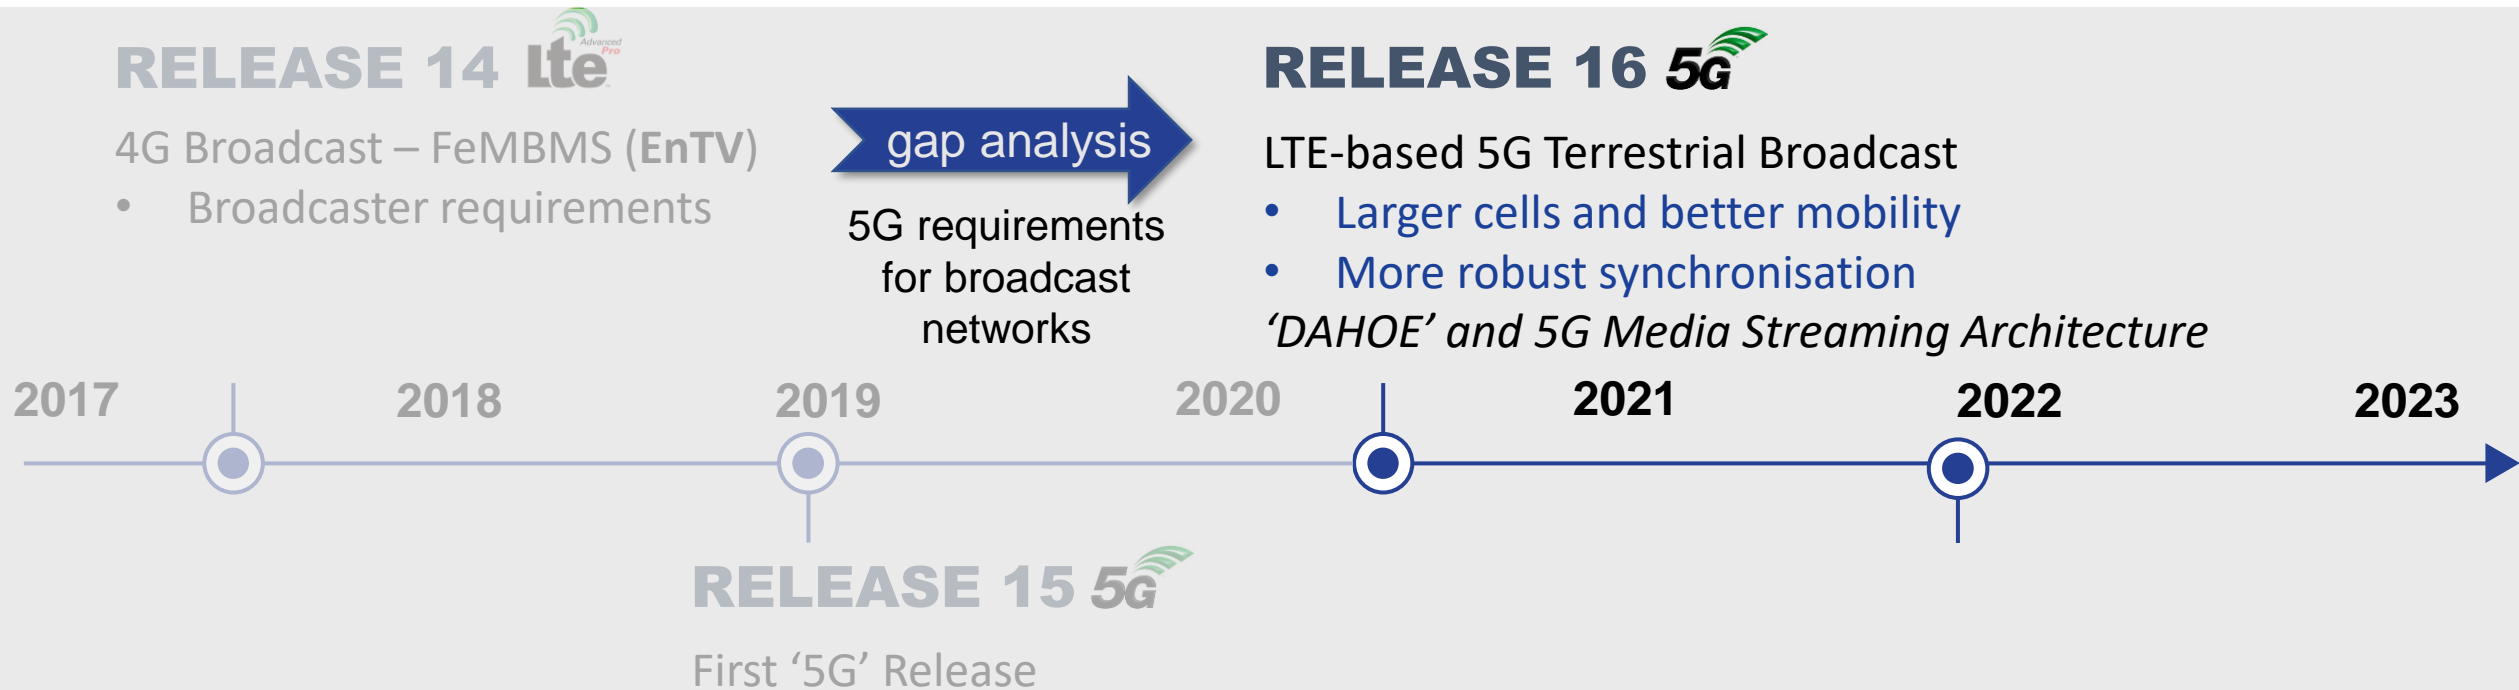 RELEASE 14 LTE Advanced Pro
4G Broadcast – FeMBMS (EnTV)
• Broadcaster requirements
gap analysis
5G requirements
for broadcast
networks
RELEASE 16 5G
LTE-based 5G Terrestrial Broadcast
• Larger cells and better mobility
• More robust synchronisation
‘DAHOE’ and 5G Media Streaming Architecture
2017 2018 2019 2020 2021 2022 2023
RELEASE 15 5G
First ‘5G’ Release